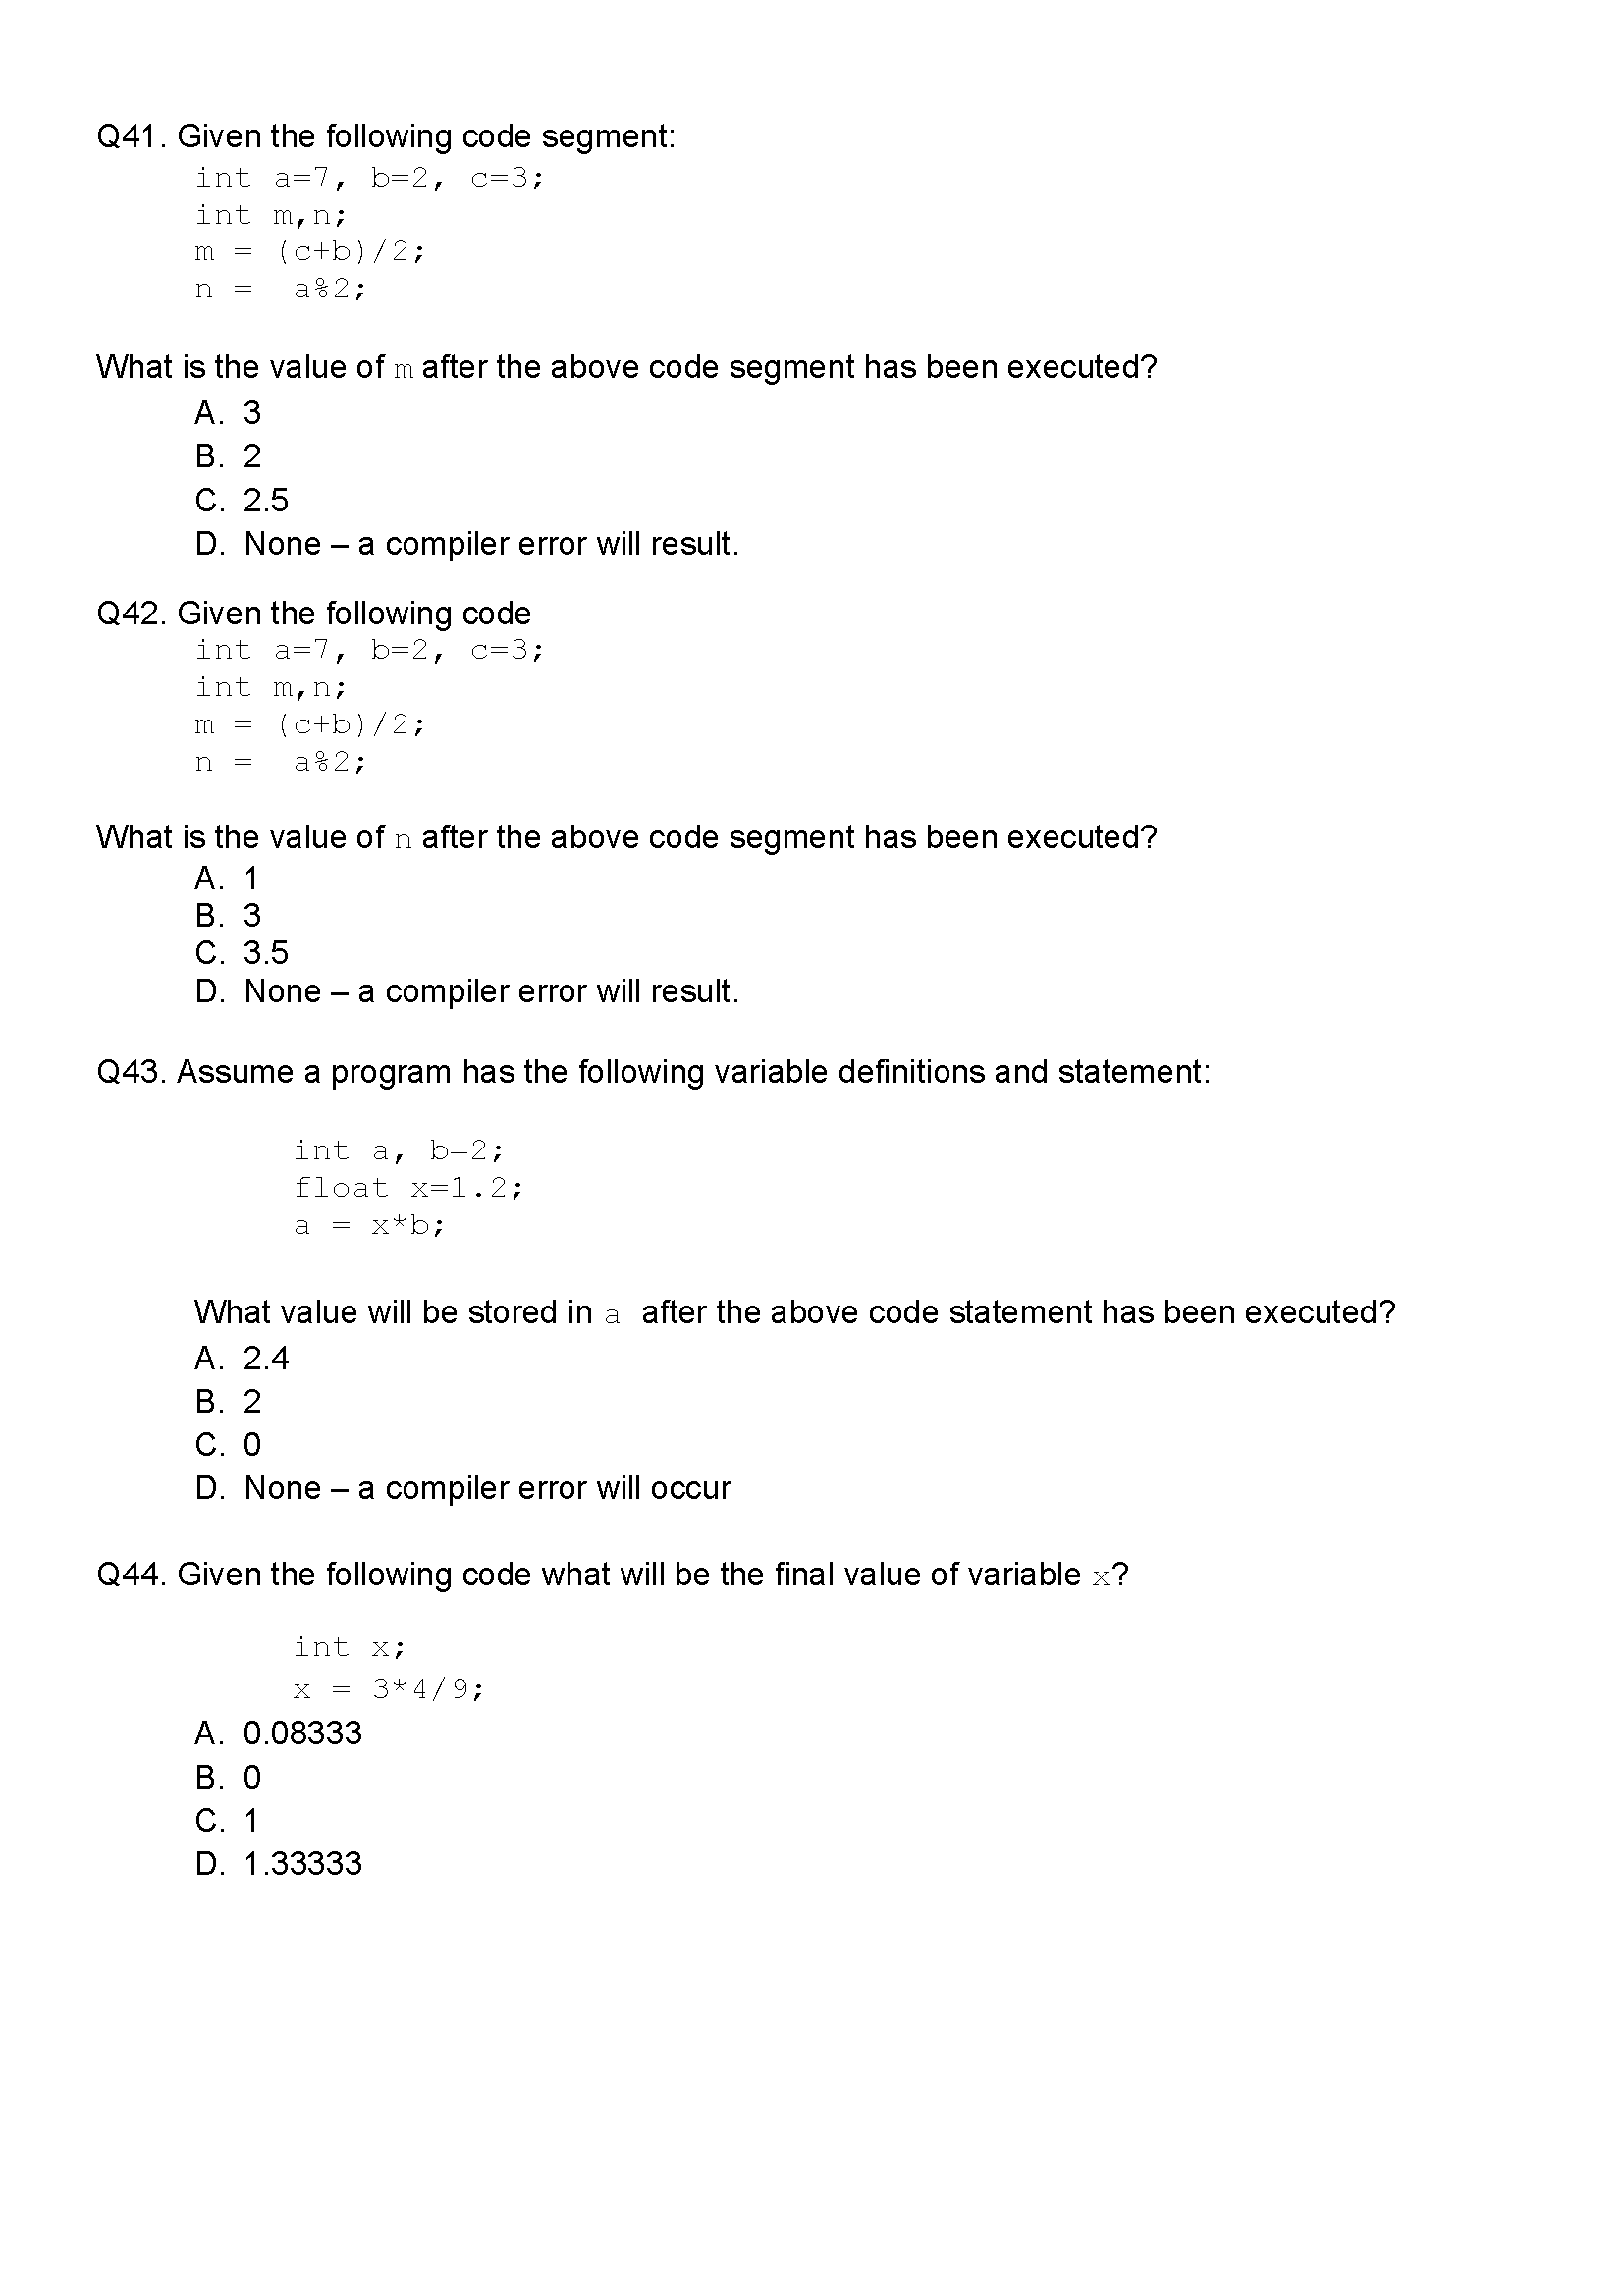 Q41. Given the following code segment:
int a=7, b=2, c=3;
int m,n;
m = (c+b)/2;
n =  a%2;
What is the value of m after the above code segment has been executed?
A. 3
B. 2
C. 2.5
D. None – a compiler error will result.
Q42. Given the following code
int a=7, b=2, c=3;
int m,n;
m = (c+b)/2;
n =  a%2;
What is the value of n after the above code segment has been executed?
A. 1
B. 3
C. 3.5
D. None – a compiler error will result.
Q43. Assume a program has the following variable definitions and statement:
int a, b=2;
float x=1.2;
a = x*b;
What value will be stored in a  after the above code statement has been executed?
A. 2.4
B. 2
C. 0
D. None – a compiler error will occur
Q44. Given the following code what will be the final value of variable x?
int x;
x = 3*4/9;
A. 0.08333
B. 0
C. 1
D. 1.33333